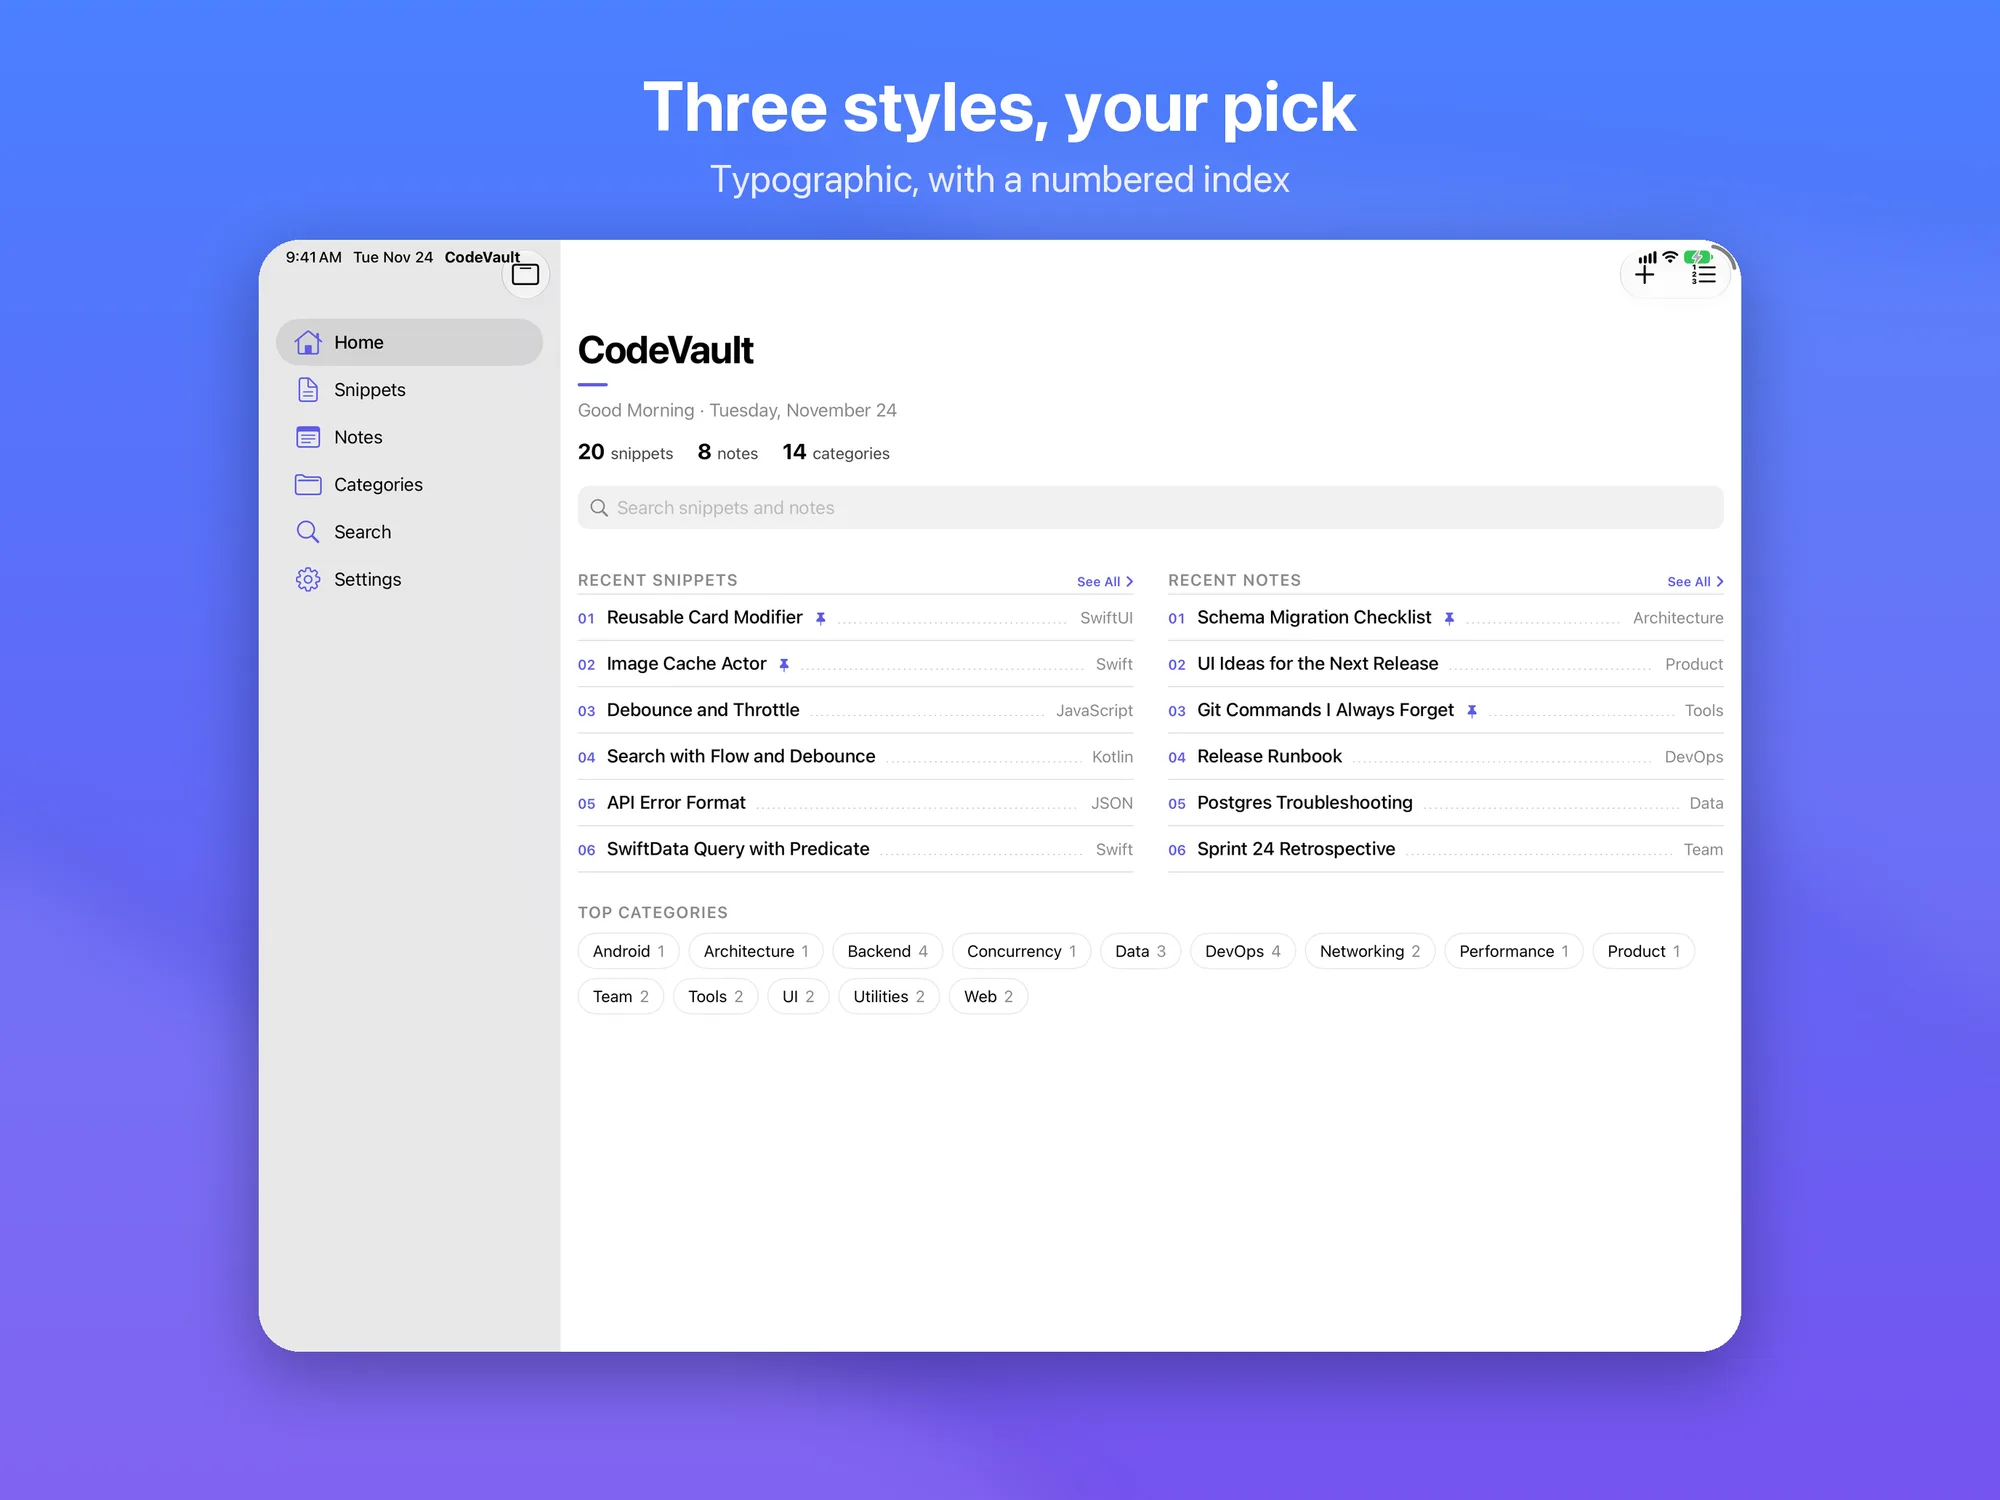 Three styles, your pick
Typographic, with a numbered index
9:41 AM Tue Nov 24 CodeVault
Home
Snippets
Notes
Categories
Search
Settings
CodeVault
Good Morning · Tuesday, November 24
20 snippets 8 notes 14 categories
Search snippets and notes
RECENT SNIPPETS See All
01 Reusable Card Modifier SwiftUI
02 Image Cache Actor Swift
03 Debounce and Throttle JavaScript
04 Search with Flow and Debounce Kotlin
05 API Error Format JSON
06 SwiftData Query with Predicate Swift
RECENT NOTES See All
01 Schema Migration Checklist Architecture
02 UI Ideas for the Next Release Product
03 Git Commands I Always Forget Tools
04 Release Runbook DevOps
05 Postgres Troubleshooting Data
06 Sprint 24 Retrospective Team
TOP CATEGORIES
Android 1 Architecture 1 Backend 4 Concurrency 1 Data 3 DevOps 4 Networking 2 Performance 1 Product 1
Team 2 Tools 2 UI 2 Utilities 2 Web 2